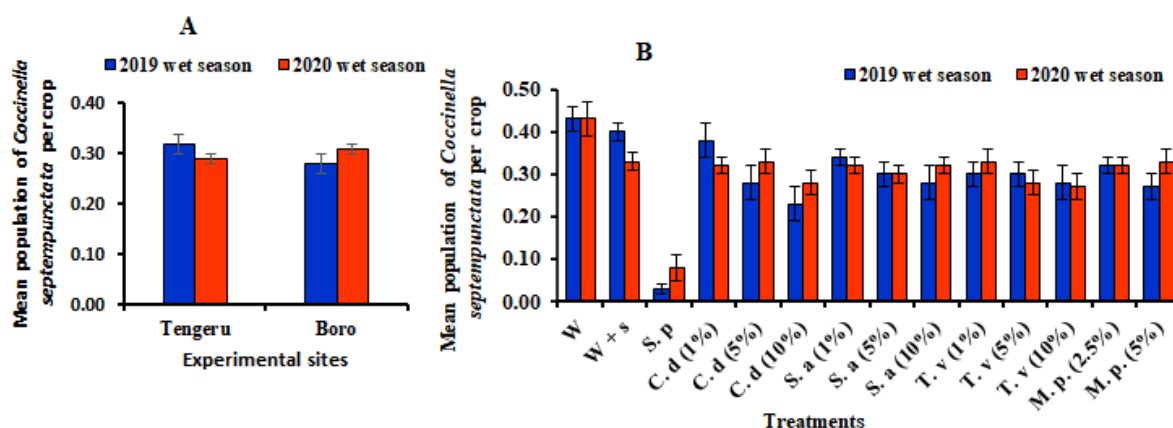 A
2019 wet season 2020 wet season
Mean population of Coccinella
septempunctata per crop
0.40
0.30
0.20
0.10
0.00
Tengeru Boro
Experimental sites
B
2019 wet season 2020 wet season
Mean population of Coccinella
septempunctata per crop
0.50
0.40
0.30
0.20
0.10
0.00
W
W + s
S. p
C. d (1%)
C. d (5%)
C. d (10%)
S. a (1%)
S. a (5%)
S. a (10%)
T. v (1%)
T. v (5%)
T. v (10%)
M. p. (2.5%)
M. p. (5%)
Treatments